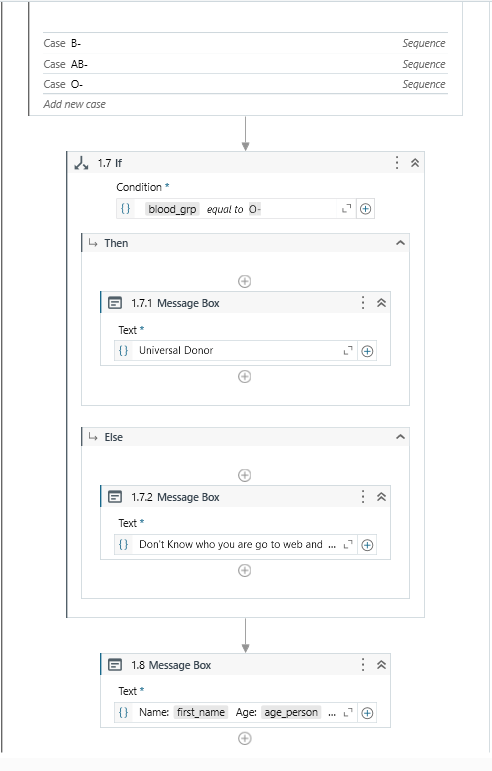 Case B- Sequence
Case AB- Sequence
Case O- Sequence
Add new case
1.7 If
Condition *
{} blood_grp equal to O-
Then
1.7.1 Message Box
Text *
{} Universal Donor
Else
1.7.2 Message Box
Text *
{} Don't Know who you are go to web and ...
1.8 Message Box
Text *
{} Name: first_name Age: age_person ...